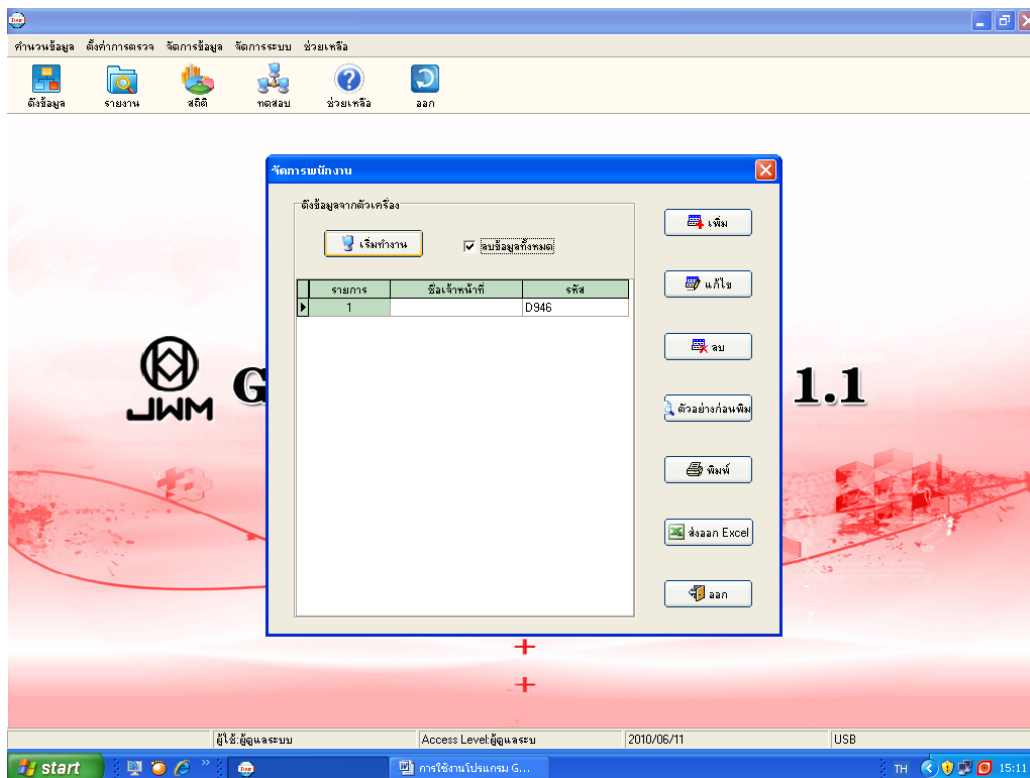 Tour
คำนวนข้อมูล ตั้งค่าการตรวจ จัดการข้อมูล จัดการระบบ ช่วยเหลือ
ดึงข้อมูล รายงาน สถิติ ทดสอบ ช่วยเหลือ ออก
จัดการพนักงาน
ดึงข้อมูลจากตัวเครื่อง
เริ่มทำงาน ลบข้อมูลทั้งหมด
เพิ่ม
แก้ไข
รายการ ชื่อเจ้าหน้าที่ รหัส
1 D946
ลบ
JWM G 1.1
ตัวอย่างก่อนพิม
พิมพ์
ส่งออก Excel
ออก
ผู้ใช้:ผู้ดูแลระบบ Access Level:ผู้ดูแลระบ 2010/06/11 USB
start การใช้งานโปรแกรม G... TH 15:11